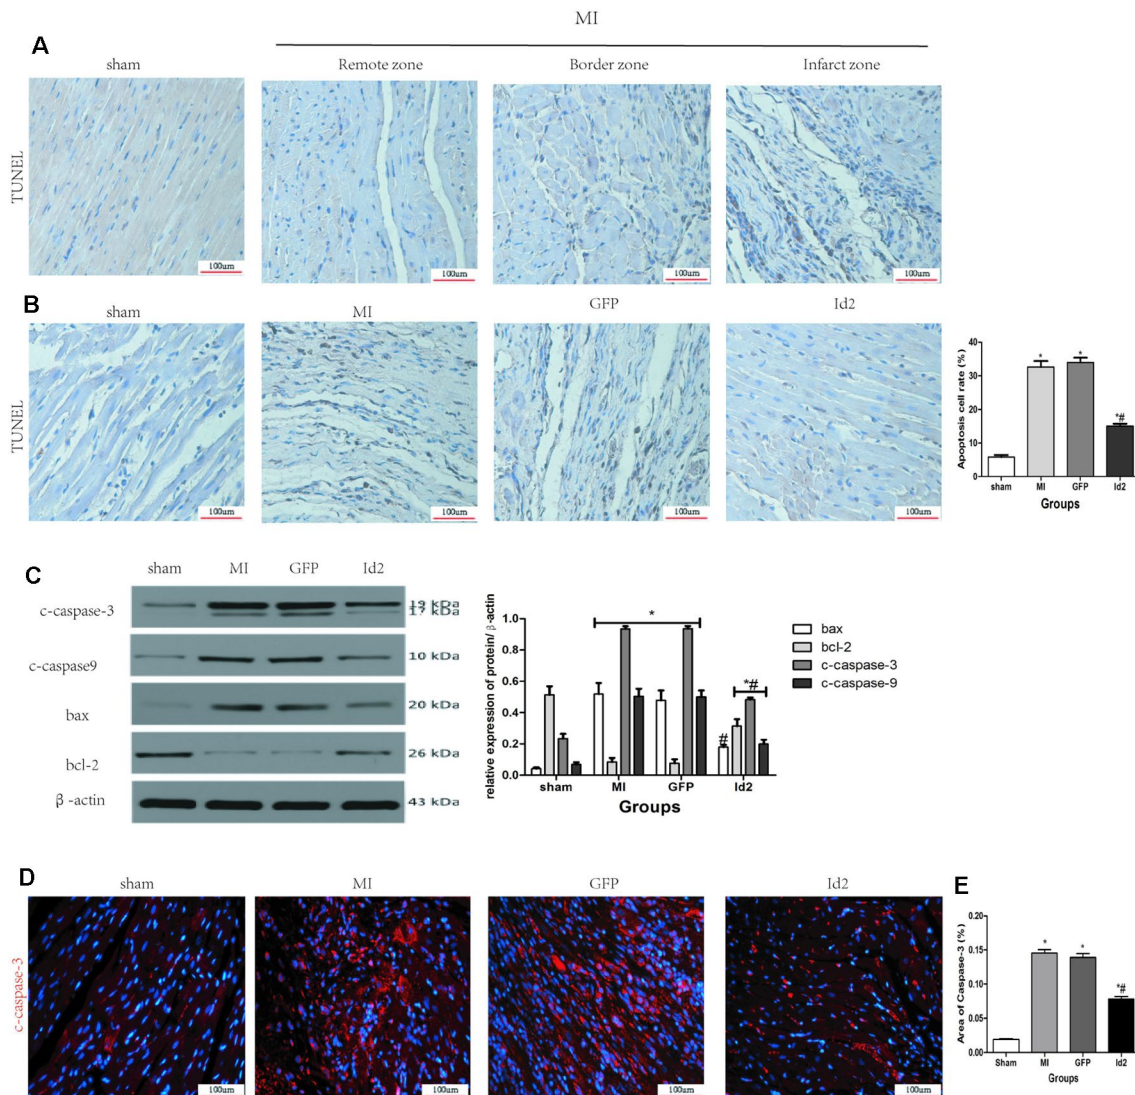 MI
A
sham
Remote zone
Border zone
Infarct zone
TUNEL
100um
100um
100um
100um
B
sham
MI
GFP
Id2
TUNEL
100um
100um
100um
100um
Apoptosis cell rate (%)
40
30
20
10
0
*
*
*#
sham MI GFP Id2
Groups
C
sham MI GFP Id2
c-caspase-3
19 kDa
17 kDa
c-caspase9
10 kDa
bax
20 kDa
bcl-2
26 kDa
β-actin
43 kDa
relative expression of protein/ β-actin
1.0
0.8
0.6
0.4
0.2
0.0
*
#
*#
sham MI GFP Id2
Groups
bax
bcl-2
c-caspase-3
c-caspase-9
D
sham
MI
GFP
Id2
c-caspase-3
100um
100um
100um
100um
E
Area of Caspase-3 (%)
0.20
0.15
0.10
0.05
0.00
*
*
*#
Sham MI GFP Id2
Groups